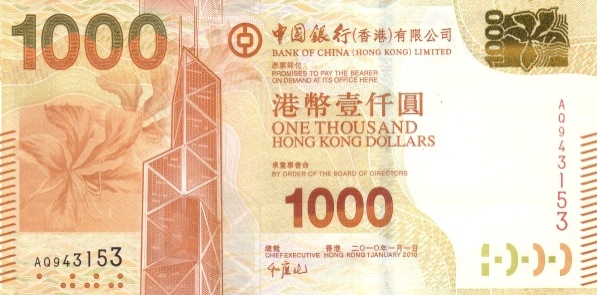 1000
中國銀行(香港)有限公司
BANK OF CHINA (HONG KONG) LIMITED
憑票即付
PROMISES TO PAY THE BEARER
ON DEMAND AT ITS OFFICE HERE
1000
港幣壹仟圓
ONE THOUSAND
HONG KONG DOLLARS
承董事會命
BY ORDER OF THE BOARD OF DIRECTORS
1000
總裁 香港 二○一○年一月一日
CHIEF EXECUTIVE HONG KONG 1 JANUARY 2010
AQ943153
AQ943153